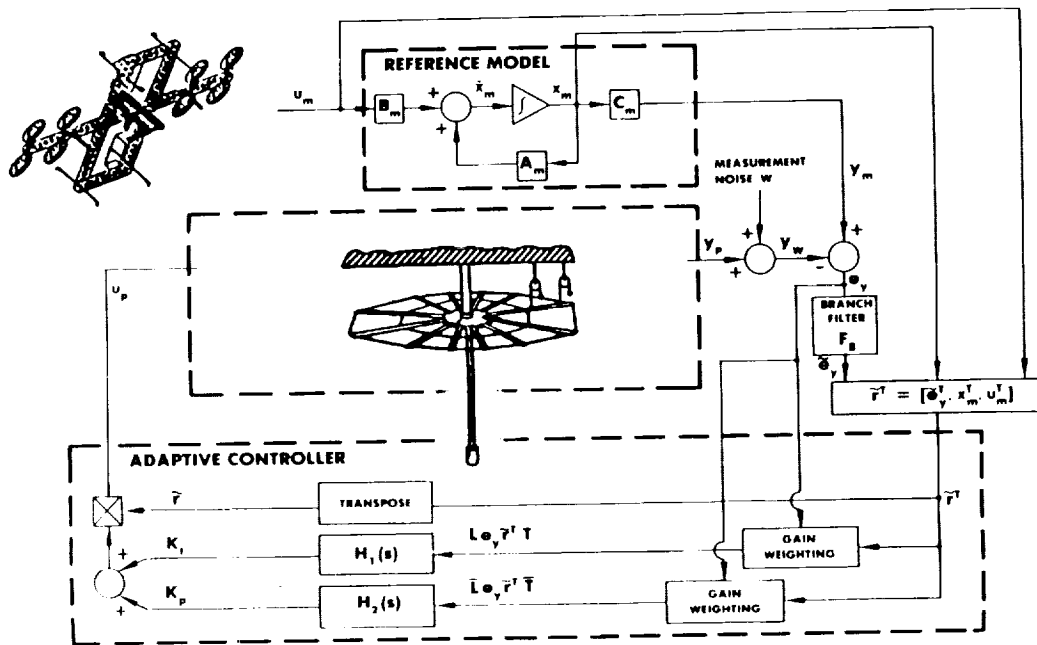 REFERENCE MODEL
u_m
B_m
+
+
ẋ_m
∫
x_m
C_m
A_m
MEASUREMENT
NOISE W
y_m
y_p
+
+
y_w
-
+
e_y
BRANCH
FILTER
F_B
ẽ_y
r̃^T = [ẽ_y^T, x_m^T, u_m^T]
u_p
ADAPTIVE CONTROLLER
r̃
TRANSPOSE
r̃^T
K_I
H_1(s)
L e_y r̃^T T
GAIN
WEIGHTING
+
+
K_p
H_2(s)
L̄ e_y r̃^T T̄
GAIN
WEIGHTING